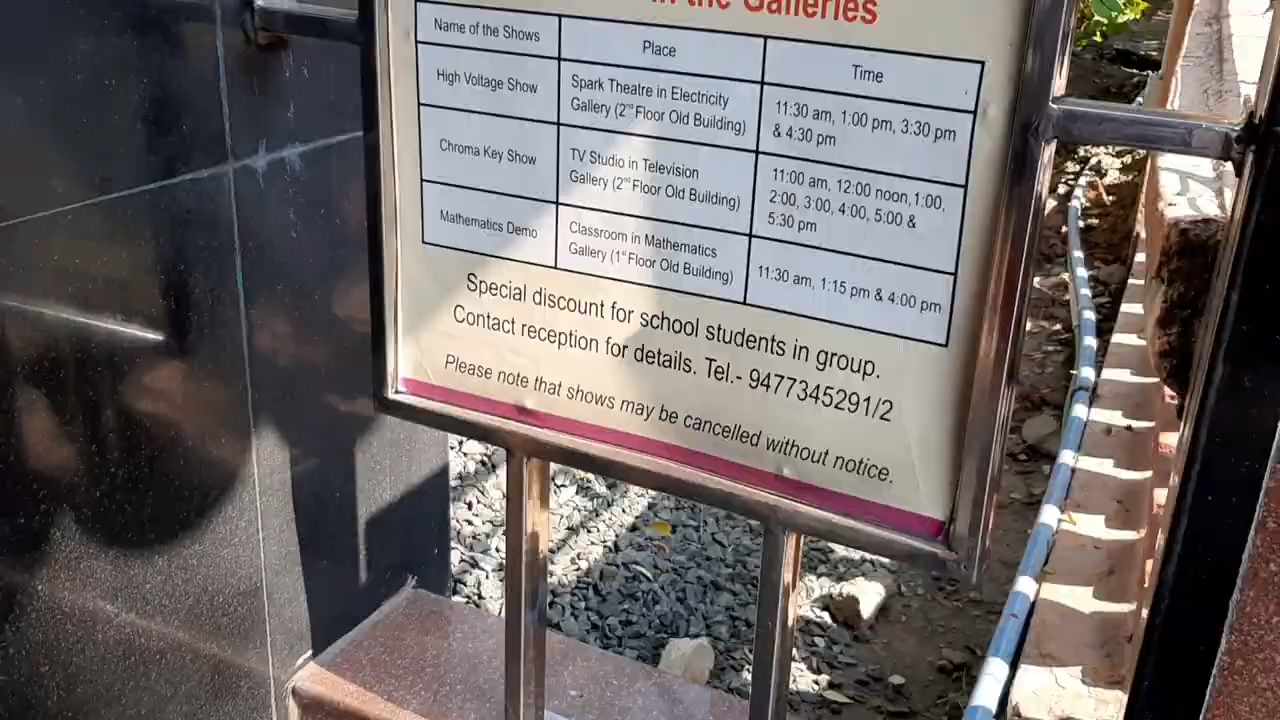 in the Galleries
Name of the Shows
Place
Time
High Voltage Show
Spark Theatre in Electricity
Gallery (2nd Floor Old Building)
11:30 am, 1:00 pm, 3:30 pm
& 4:30 pm
Chroma Key Show
TV Studio in Television
Gallery (2nd Floor Old Building)
11:00 am, 12:00 noon, 1:00,
2:00, 3:00, 4:00, 5:00 &
5:30 pm
Mathematics Demo
Classroom in Mathematics
Gallery (1st Floor Old Building)
11:30 am, 1:15 pm & 4:00 pm
Special discount for school students in group.
Contact reception for details. Tel.- 9477345291/2
Please note that shows may be cancelled without notice.